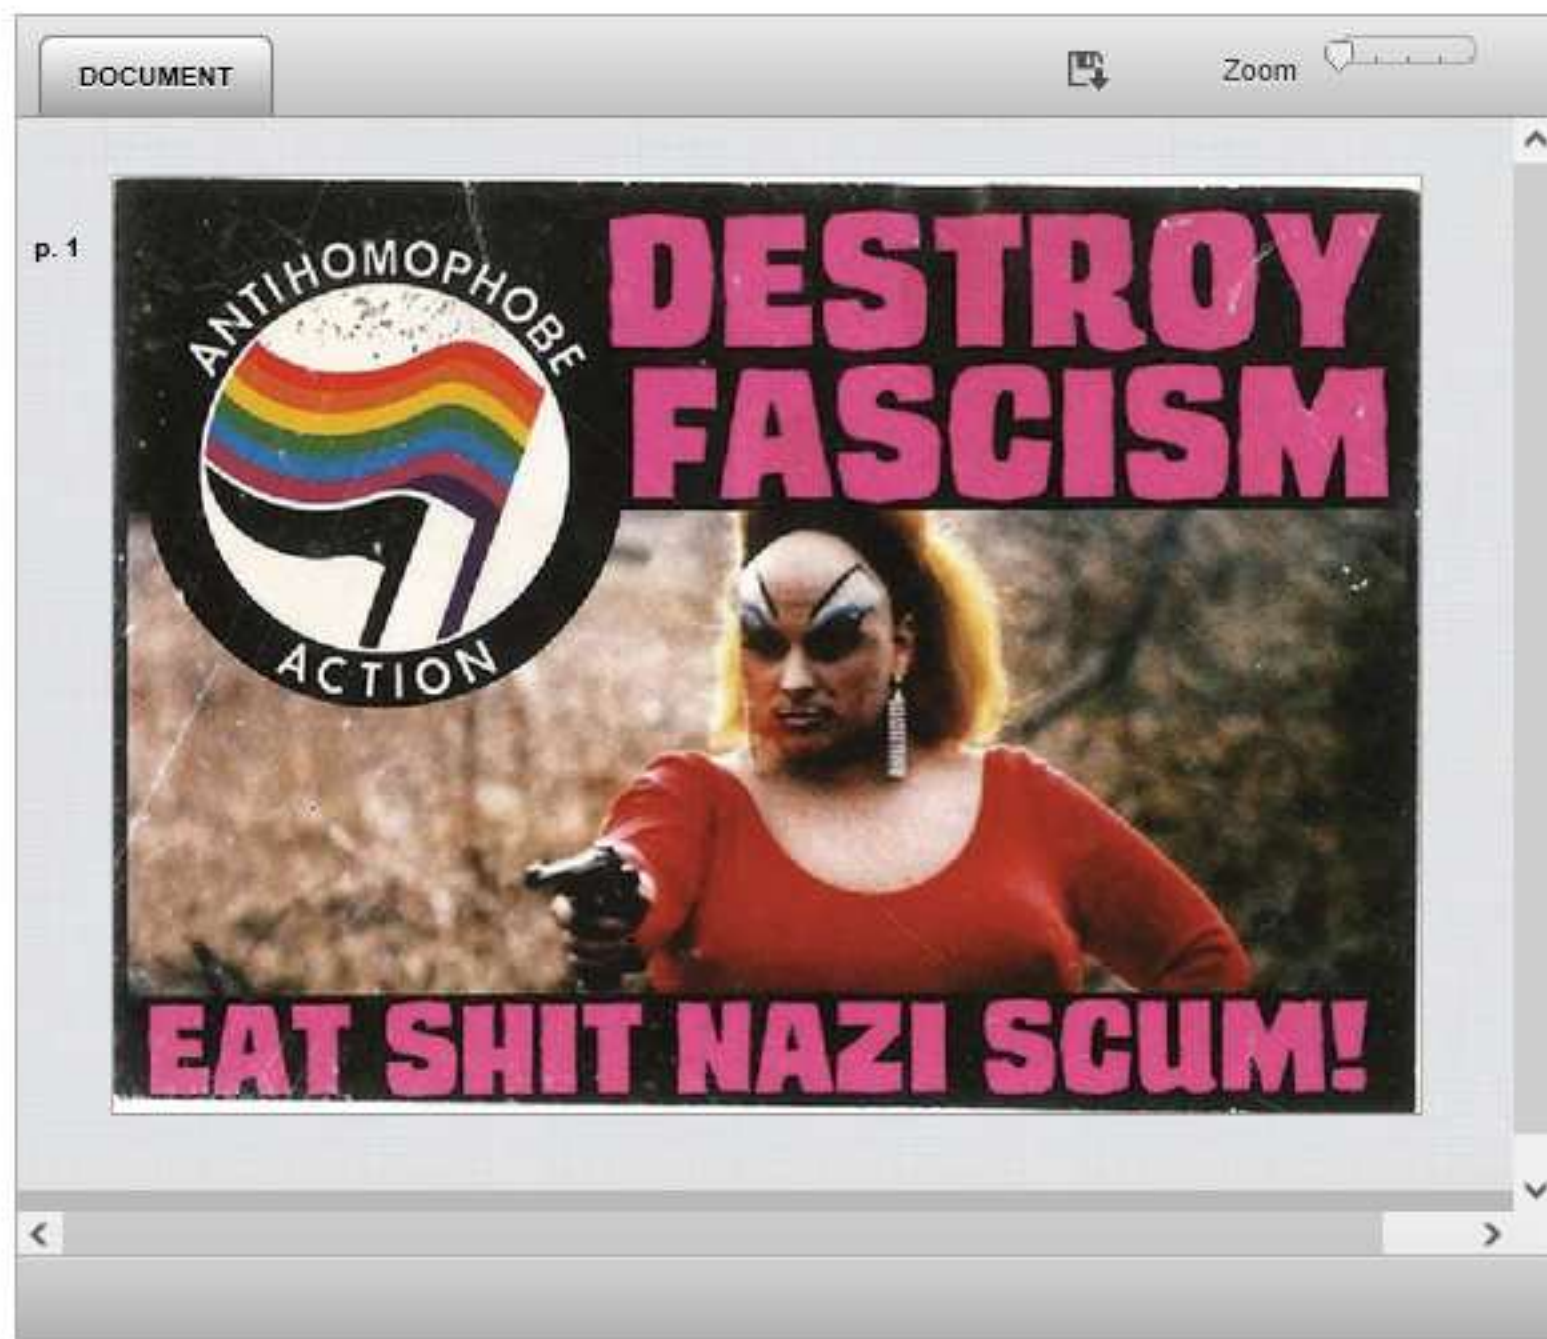 DOCUMENT
Zoom
p. 1
ANTIHOMOPHOBE
ACTION
DESTROY
FASCISM
EAT SHIT NAZI SCUM!